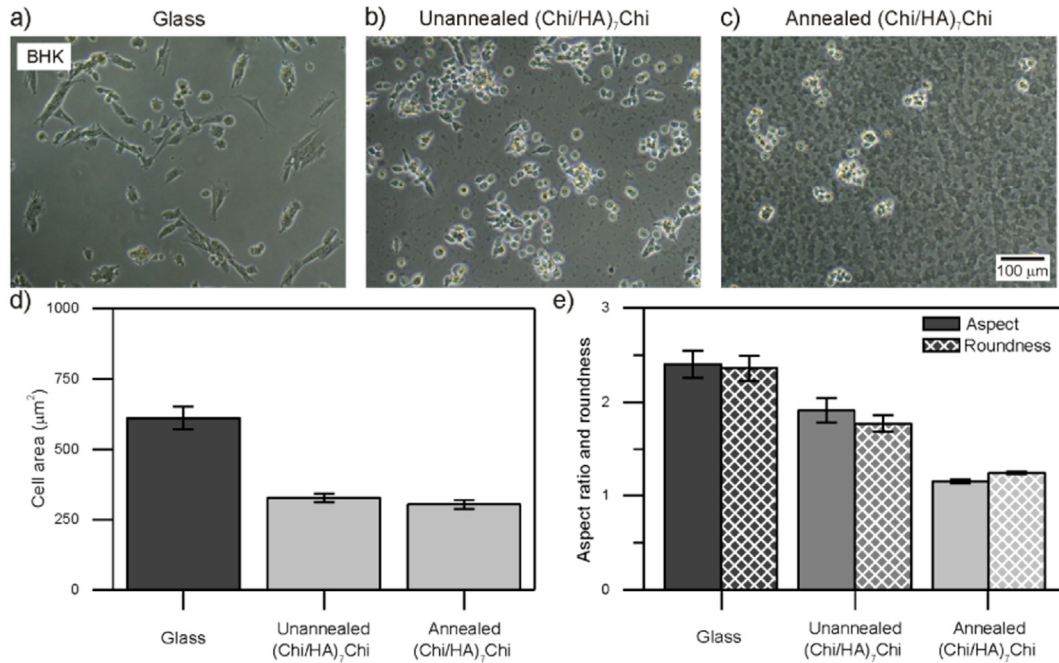 a) Glass
b) Unannealed (Chi/HA)₇Chi
c) Annealed (Chi/HA)₇Chi
BHK
100 μm
d)
1000
750
500
250
0
Cell area (μm²)
Glass
Unannealed
(Chi/HA)₇Chi
Annealed
(Chi/HA)₇Chi
e)
3
2
1
0
Aspect ratio and roundness
Aspect
Roundness
Glass
Unannealed
(Chi/HA)₇Chi
Annealed
(Chi/HA)₇Chi